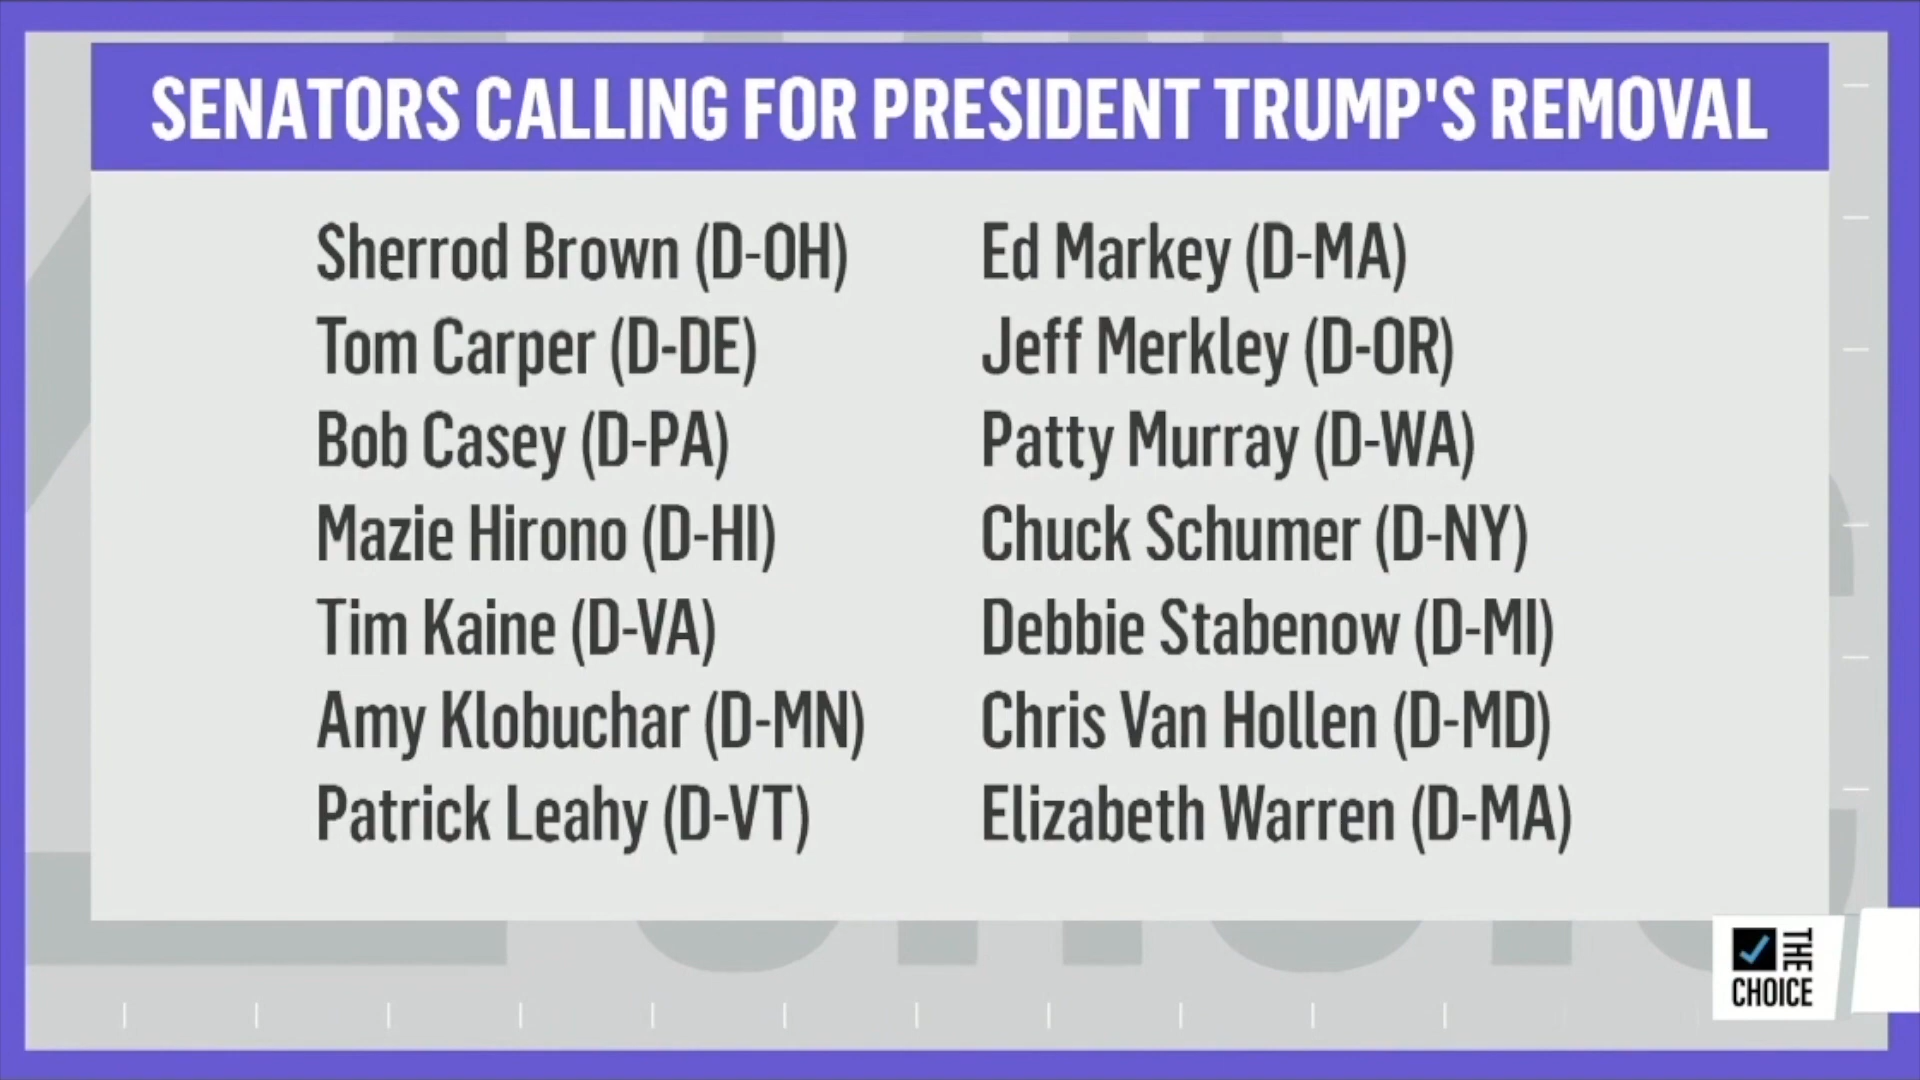 SENATORS CALLING FOR PRESIDENT TRUMP'S REMOVAL
Sherrod Brown (D-OH)
Tom Carper (D-DE)
Bob Casey (D-PA)
Mazie Hirono (D-HI)
Tim Kaine (D-VA)
Amy Klobuchar (D-MN)
Patrick Leahy (D-VT)
Ed Markey (D-MA)
Jeff Merkley (D-OR)
Patty Murray (D-WA)
Chuck Schumer (D-NY)
Debbie Stabenow (D-MI)
Chris Van Hollen (D-MD)
Elizabeth Warren (D-MA)
THE
CHOICE